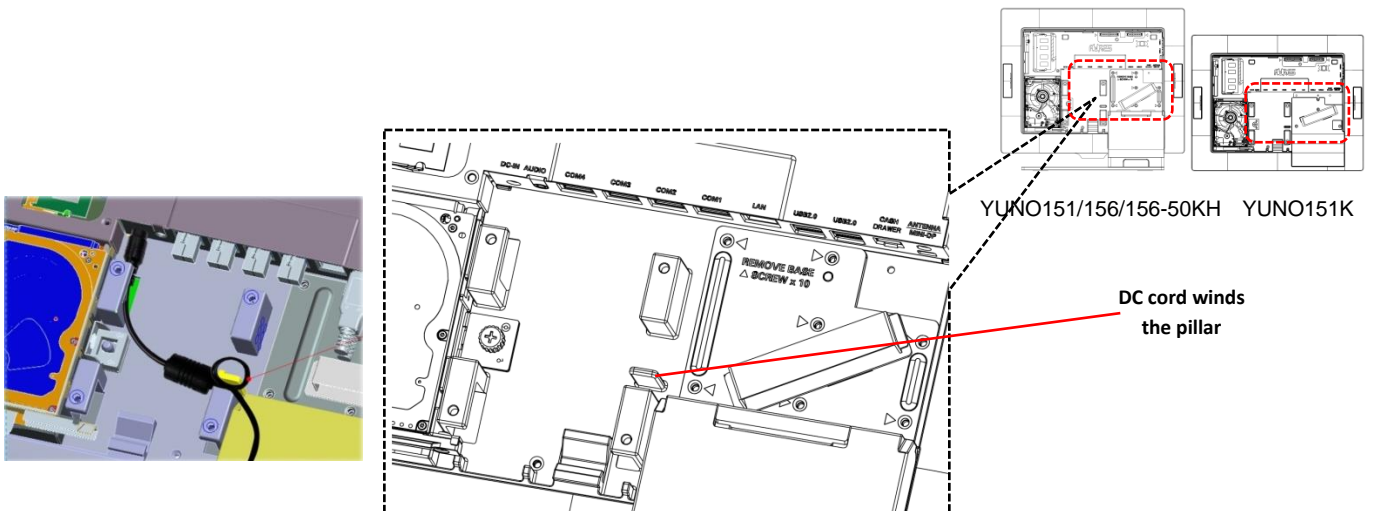 YUNO151/156/156-50KH YUNO151K
DC-IN AUDIO COM4 COM3 COM2 COM1 LAN USB2.0 USB2.0 CASH DRAWER ANTENNA MINI-DP
REMOVE BASE
△ SCREW x 10
DC cord winds
the pillar